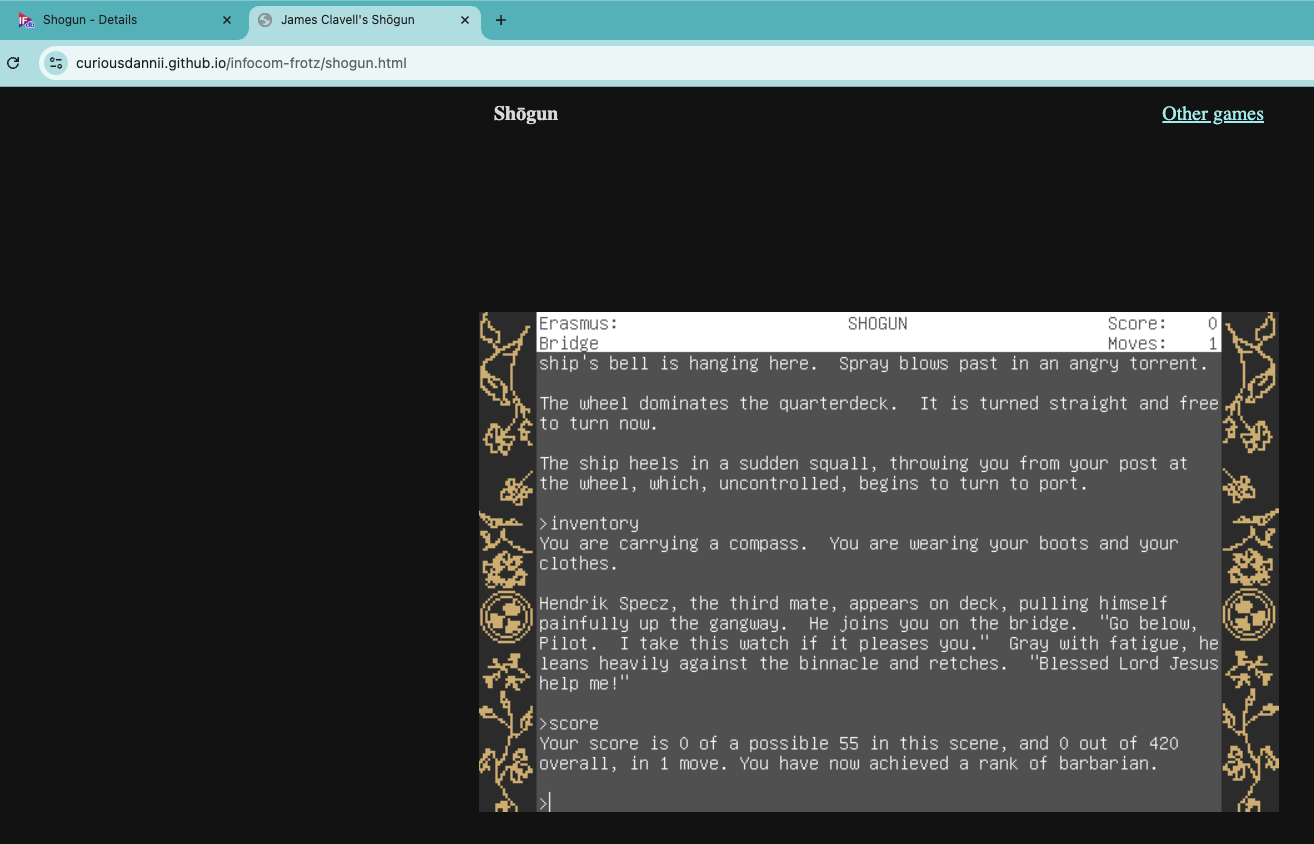 Shogun - Details
James Clavell's Shōgun
curiousdannii.github.io/infocom-frotz/shogun.html
Shōgun
Other games
Erasmus: SHOGUN Score: 0
Bridge Moves: 1
ship's bell is hanging here. Spray blows past in an angry torrent.
The wheel dominates the quarterdeck. It is turned straight and free
to turn now.
The ship heels in a sudden squall, throwing you from your post at
the wheel, which, uncontrolled, begins to turn to port.
>inventory
You are carrying a compass. You are wearing your boots and your
clothes.
Hendrik Specz, the third mate, appears on deck, pulling himself
painfully up the gangway. He joins you on the bridge. "Go below,
Pilot. I take this watch if it pleases you." Gray with fatigue, he
leans heavily against the binnacle and retches. "Blessed Lord Jesus
help me!"
>score
Your score is 0 of a possible 55 in this scene, and 0 out of 420
overall, in 1 move. You have now achieved a rank of barbarian.
>